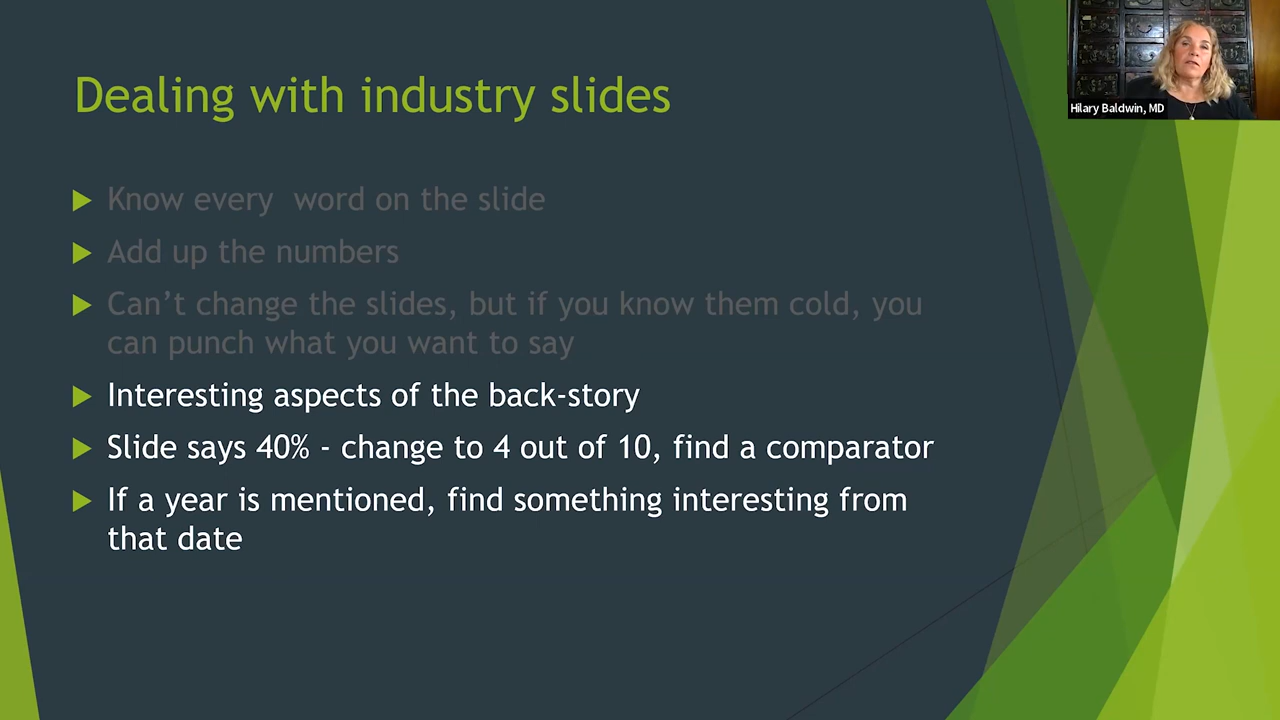 Dealing with industry slides
Hilary Baldwin, MD
Know every  word on the slide
Add up the numbers
Can’t change the slides, but if you know them cold, you
can punch what you want to say
Interesting aspects of the back-story
Slide says 40% - change to 4 out of 10, find a comparator
If a year is mentioned, find something interesting from
that date